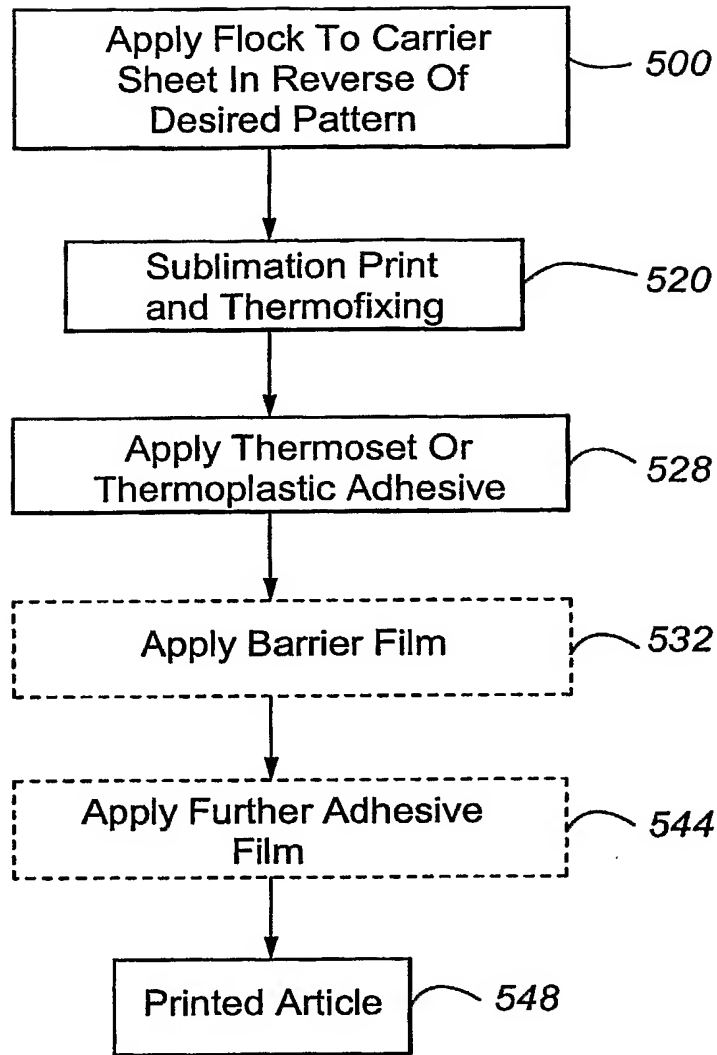 Apply Flock To Carrier
Sheet In Reverse Of
Desired Pattern
500
Sublimation Print
and Thermofixing
520
Apply Thermoset Or
Thermoplastic Adhesive
528
Apply Barrier Film
532
Apply Further Adhesive
Film
544
Printed Article
548